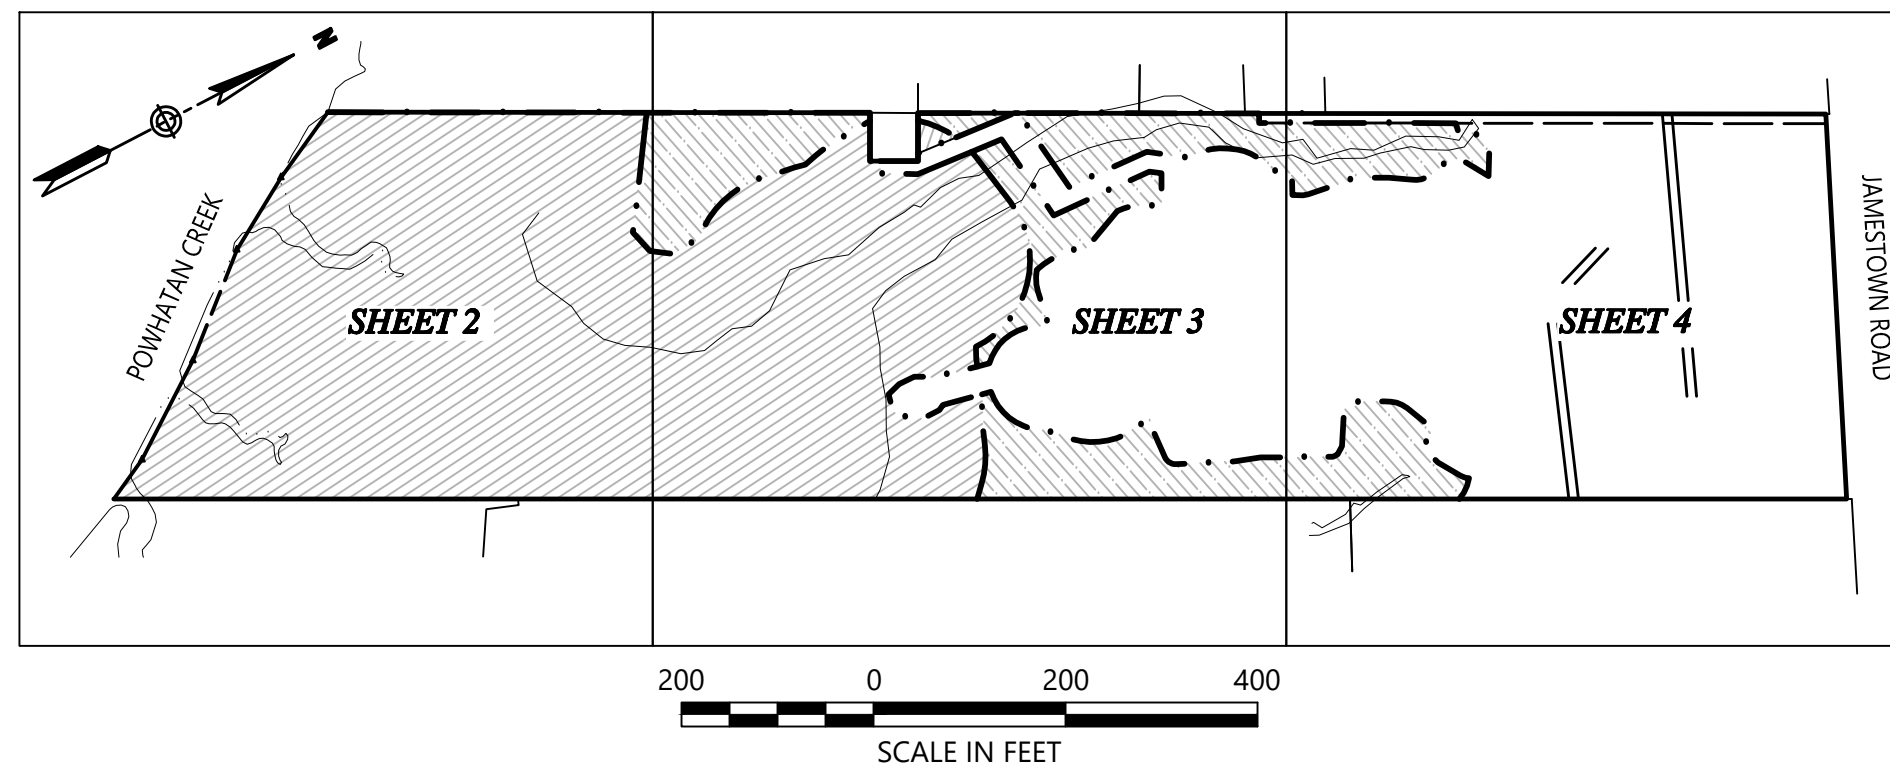 N
POWHATAN CREEK
SHEET 2
SHEET 3
SHEET 4
JAMESTOWN ROAD
200 0 200 400
SCALE IN FEET